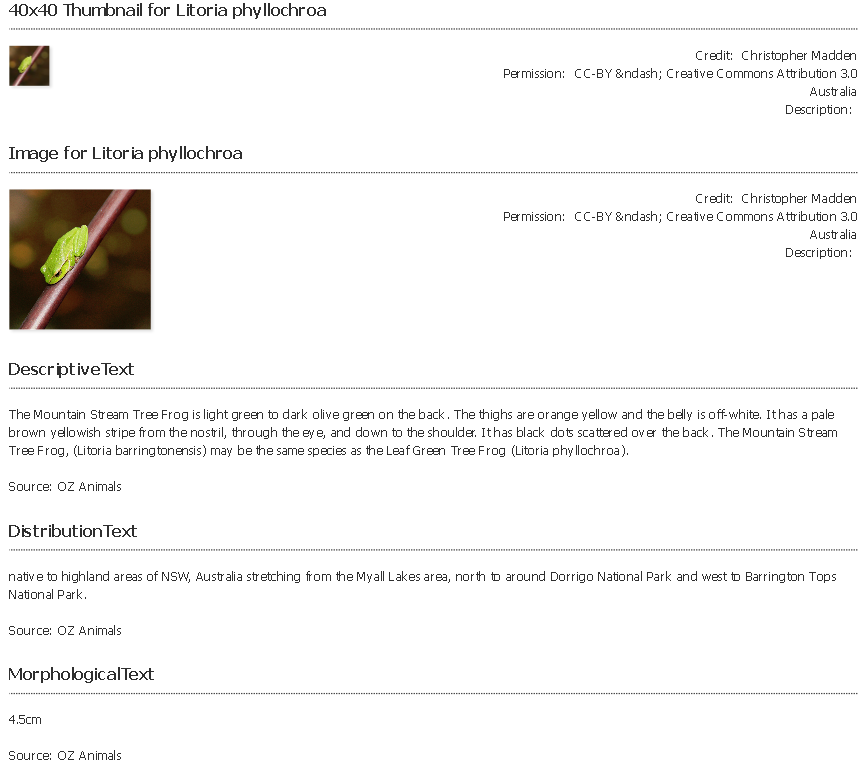 40x40 Thumbnail for Litoria phyllochroa
Credit: Christopher Madden
Permission: CC-BY &ndash; Creative Commons Attribution 3.0
Australia
Description:
Image for Litoria phyllochroa
Credit: Christopher Madden
Permission: CC-BY &ndash; Creative Commons Attribution 3.0
Australia
Description:
DescriptiveText
The Mountain Stream Tree Frog is light green to dark olive green on the back. The thighs are orange yellow and the belly is off-white. It has a pale
brown yellowish stripe from the nostril, through the eye, and down to the shoulder. It has black dots scattered over the back. The Mountain Stream
Tree Frog, (Litoria barringtonensis) may be the same species as the Leaf Green Tree Frog (Litoria phyllochroa).
Source: OZ Animals
DistributionText
native to highland areas of NSW, Australia stretching from the Myall Lakes area, north to around Dorrigo National Park and west to Barrington Tops
National Park.
Source: OZ Animals
MorphologicalText
4.5cm
Source: OZ Animals